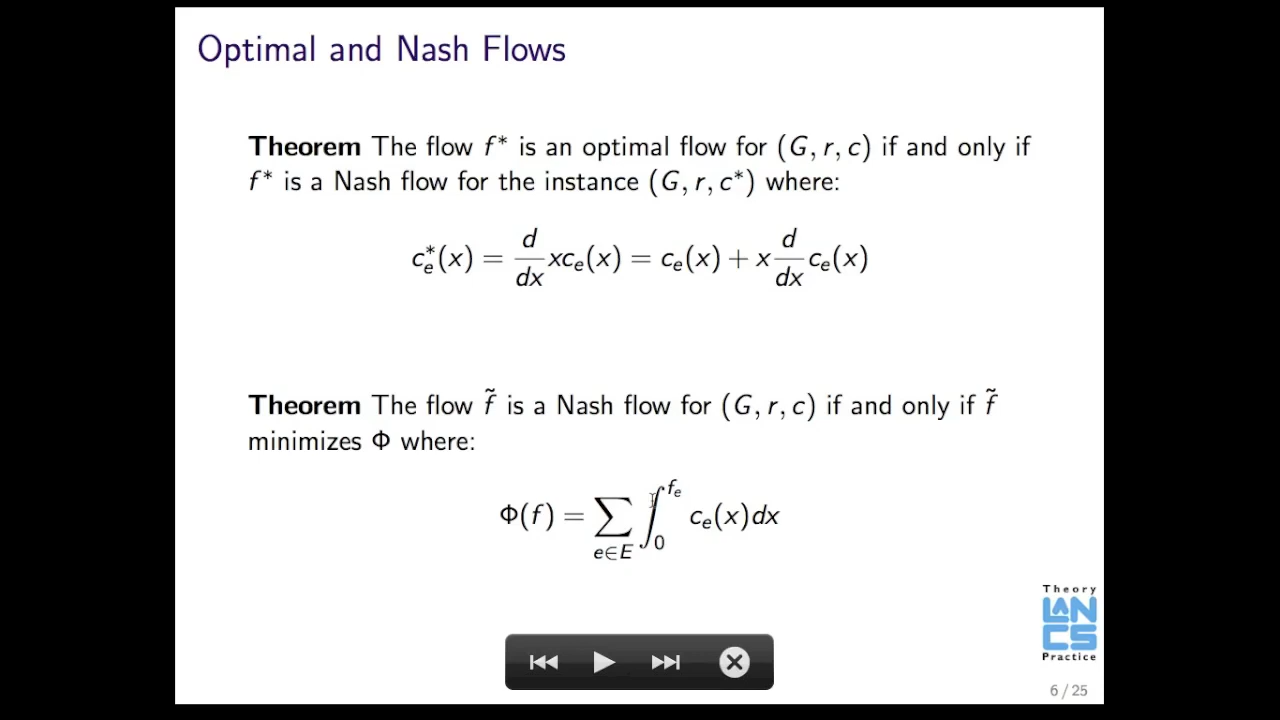 Optimal and Nash Flows
Theorem The flow f* is an optimal flow for (G, r, c) if and only if
f* is a Nash flow for the instance (G, r, c*) where:
c*_e(x) = d/dx xc_e(x) = c_e(x) + x d/dx c_e(x)
Theorem The flow f̃ is a Nash flow for (G, r, c) if and only if f̃
minimizes Φ where:
Φ(f) = ∑_{e∈E} ∫_0^{f_e} c_e(x)dx
Theory
LANCS
Practice
6 / 25